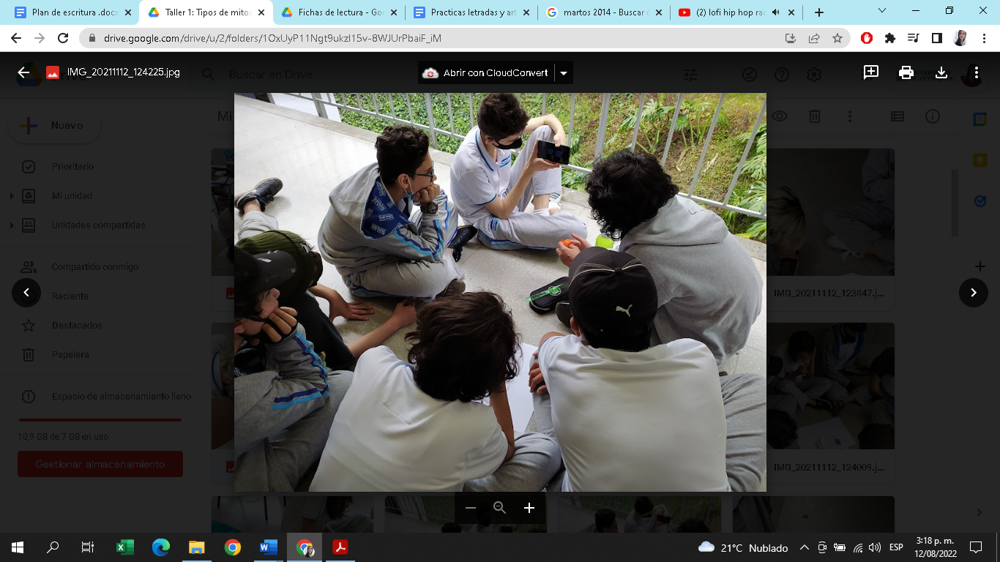 Plan de escritura .docx
Taller 1: Tipos de mitos
Fichas de lectura - Goo
Practicas letradas y art
martos 2014 - Buscar c
(2) lofi hip hop rad
drive.google.com/drive/u/2/folders/1OxUyP11Ngt9ukzI15v-8WJUrPbaiF_iM
IMG_20211112_124225.jpg
Buscar en Drive
Abrir con CloudConvert
Nuevo
Mi
Prioritario
Mi unidad
Unidades compartidas
Compartido conmigo
Reciente
Destacados
Papelera
Espacio de almacenamiento lleno
10,9 GB de 7 GB en uso
Gestionar almacenamiento
IMG_20211112_123847.j...
IMG_20211112_124009.j...
21°C Nublado
ESP
3:18 p. m.
12/08/2022